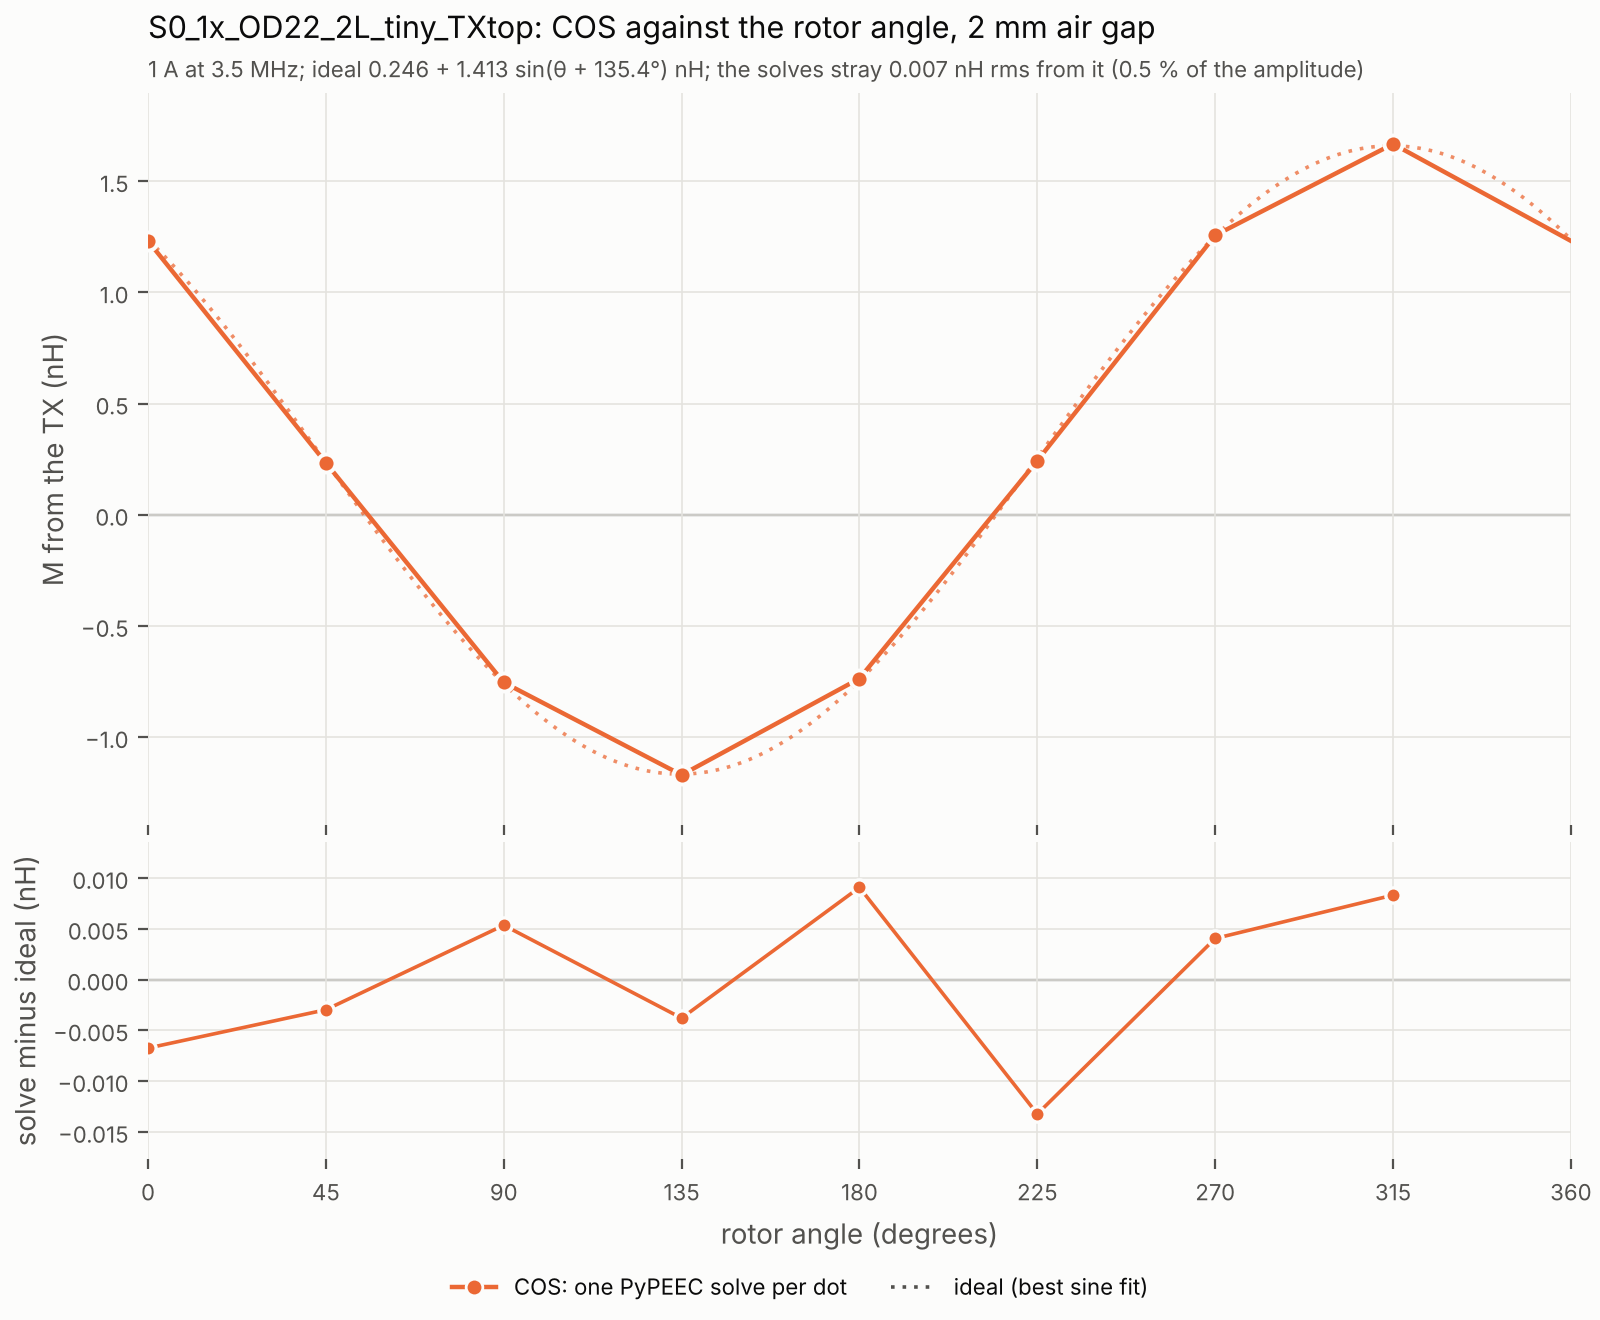 S0_1x_OD22_2L_tiny_TXtop: COS against the rotor angle, 2 mm air gap
1 A at 3.5 MHz; ideal 0.246 + 1.413 sin(θ + 135.4°) nH; the solves stray 0.007 nH rms from it (0.5 % of the amplitude)
M from the TX (nH)
1.5
1.0
0.5
0.0
−0.5
−1.0
solve minus ideal (nH)
0.010
0.005
0.000
−0.005
−0.010
−0.015
0 45 90 135 180 225 270 315 360
rotor angle (degrees)
COS: one PyPEEC solve per dot ideal (best sine fit)